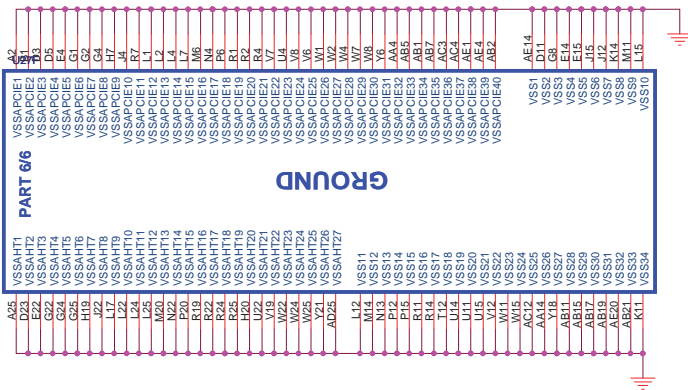 A2
D3
D5
E4
G1
G2
G4
H7
J4
R7
L1
L2
L4
L7
M6
N4
P6
R1
R2
R4
V7
U4
V8
V6
W1
W2
W4
W7
W8
Y6
AA4
AB5
AB1
AB7
AC3
AC4
AE1
AE4
AB2
AE14
D11
G8
E14
E15
J15
J12
K14
M11
L15
VSSAPCIE1
VSSAPCIE2
VSSAPCIE3
VSSAPCIE4
VSSAPCIE5
VSSAPCIE6
VSSAPCIE7
VSSAPCIE8
VSSAPCIE9
VSSAPCIE10
VSSAPCIE11
VSSAPCIE12
VSSAPCIE13
VSSAPCIE14
VSSAPCIE15
VSSAPCIE16
VSSAPCIE17
VSSAPCIE18
VSSAPCIE19
VSSAPCIE20
VSSAPCIE21
VSSAPCIE22
VSSAPCIE23
VSSAPCIE24
VSSAPCIE25
VSSAPCIE26
VSSAPCIE27
VSSAPCIE28
VSSAPCIE29
VSSAPCIE30
VSSAPCIE31
VSSAPCIE32
VSSAPCIE33
VSSAPCIE34
VSSAPCIE35
VSSAPCIE36
VSSAPCIE37
VSSAPCIE38
VSSAPCIE39
VSSAPCIE40
VSS1
VSS2
VSS3
VSS4
VSS5
VSS6
VSS7
VSS8
VSS9
VSS10
PART 6/6
GROUND
VSSAHT1
VSSAHT2
VSSAHT3
VSSAHT4
VSSAHT5
VSSAHT6
VSSAHT7
VSSAHT8
VSSAHT9
VSSAHT10
VSSAHT11
VSSAHT12
VSSAHT13
VSSAHT14
VSSAHT15
VSSAHT16
VSSAHT17
VSSAHT18
VSSAHT19
VSSAHT20
VSSAHT21
VSSAHT22
VSSAHT23
VSSAHT24
VSSAHT25
VSSAHT26
VSSAHT27
VSS11
VSS12
VSS13
VSS14
VSS15
VSS16
VSS17
VSS18
VSS19
VSS20
VSS21
VSS22
VSS23
VSS24
VSS25
VSS26
VSS27
VSS28
VSS29
VSS30
VSS31
VSS32
VSS33
VSS34
A25
D23
E22
G22
G24
G25
H19
J22
L17
L22
L24
L25
M20
N22
P20
R19
R22
R24
R25
H20
U22
V19
W22
W24
W25
Y21
AD25
L12
M14
N13
P12
P15
R11
R14
T12
U14
U11
U15
V12
W11
W15
AC12
AA14
Y18
AB11
AB15
AB17
AB19
AE20
AB21
K11